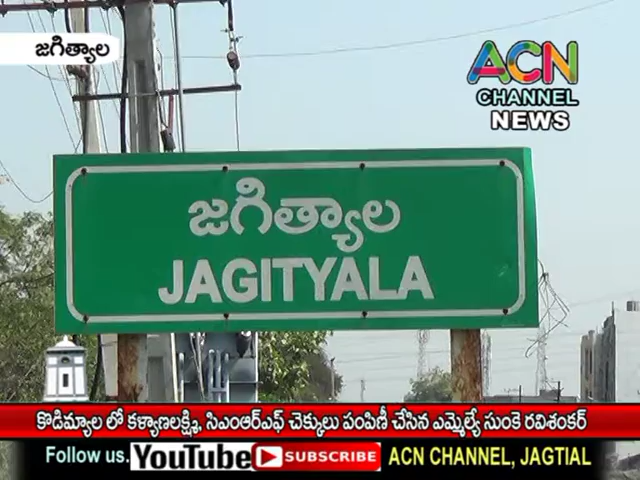 జగిత్యాల
ACN
CHANNEL
NEWS
జగిత్యాల
JAGITYALA
కొడిమ్యాల లో కళ్యాణలక్ష్మి, సిఎంఆర్ఎఫ్ చెక్కులు పంపిణీ చేసిన ఎమ్మెల్యే సుంకె రవిశంకర్
Follow us. YouTube SUBSCRIBE ACN CHANNEL, JAGTIAL